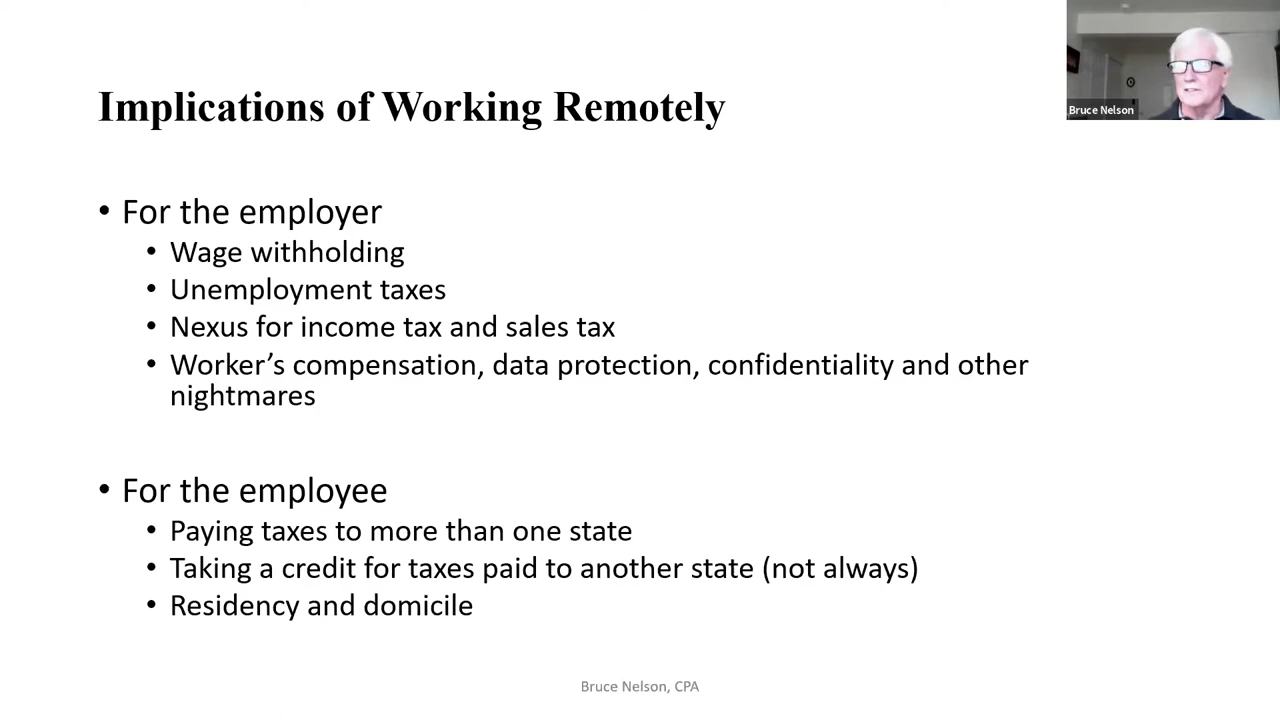 Bruce Nelson
Implications of Working Remotely
• For the employer
• Wage withholding
• Unemployment taxes
• Nexus for income tax and sales tax
• Worker’s compensation, data protection, confidentiality and other
nightmares
• For the employee
• Paying taxes to more than one state
• Taking a credit for taxes paid to another state (not always)
• Residency and domicile
Bruce Nelson, CPA